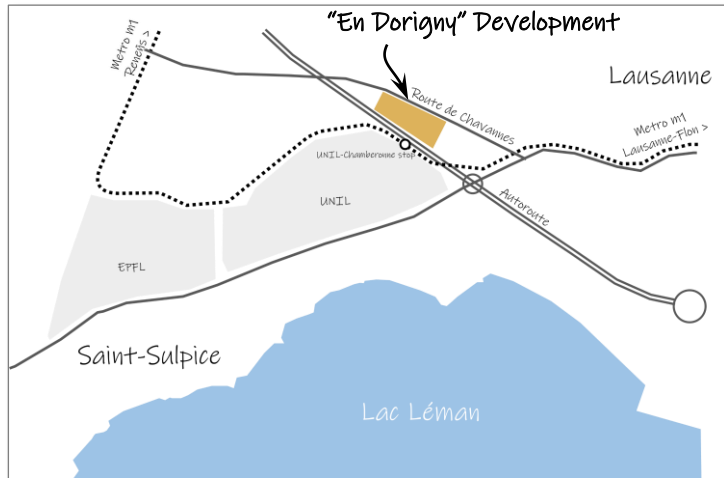 “En Dorigny” Development
Metro m1
Renens >
Lausanne
Route de Chavannes
Metro m1
Lausanne-Flon >
UNIL-Chamberonne stop
UNIL
Autoroute
EPFL
Saint-Sulpice
Lac Léman